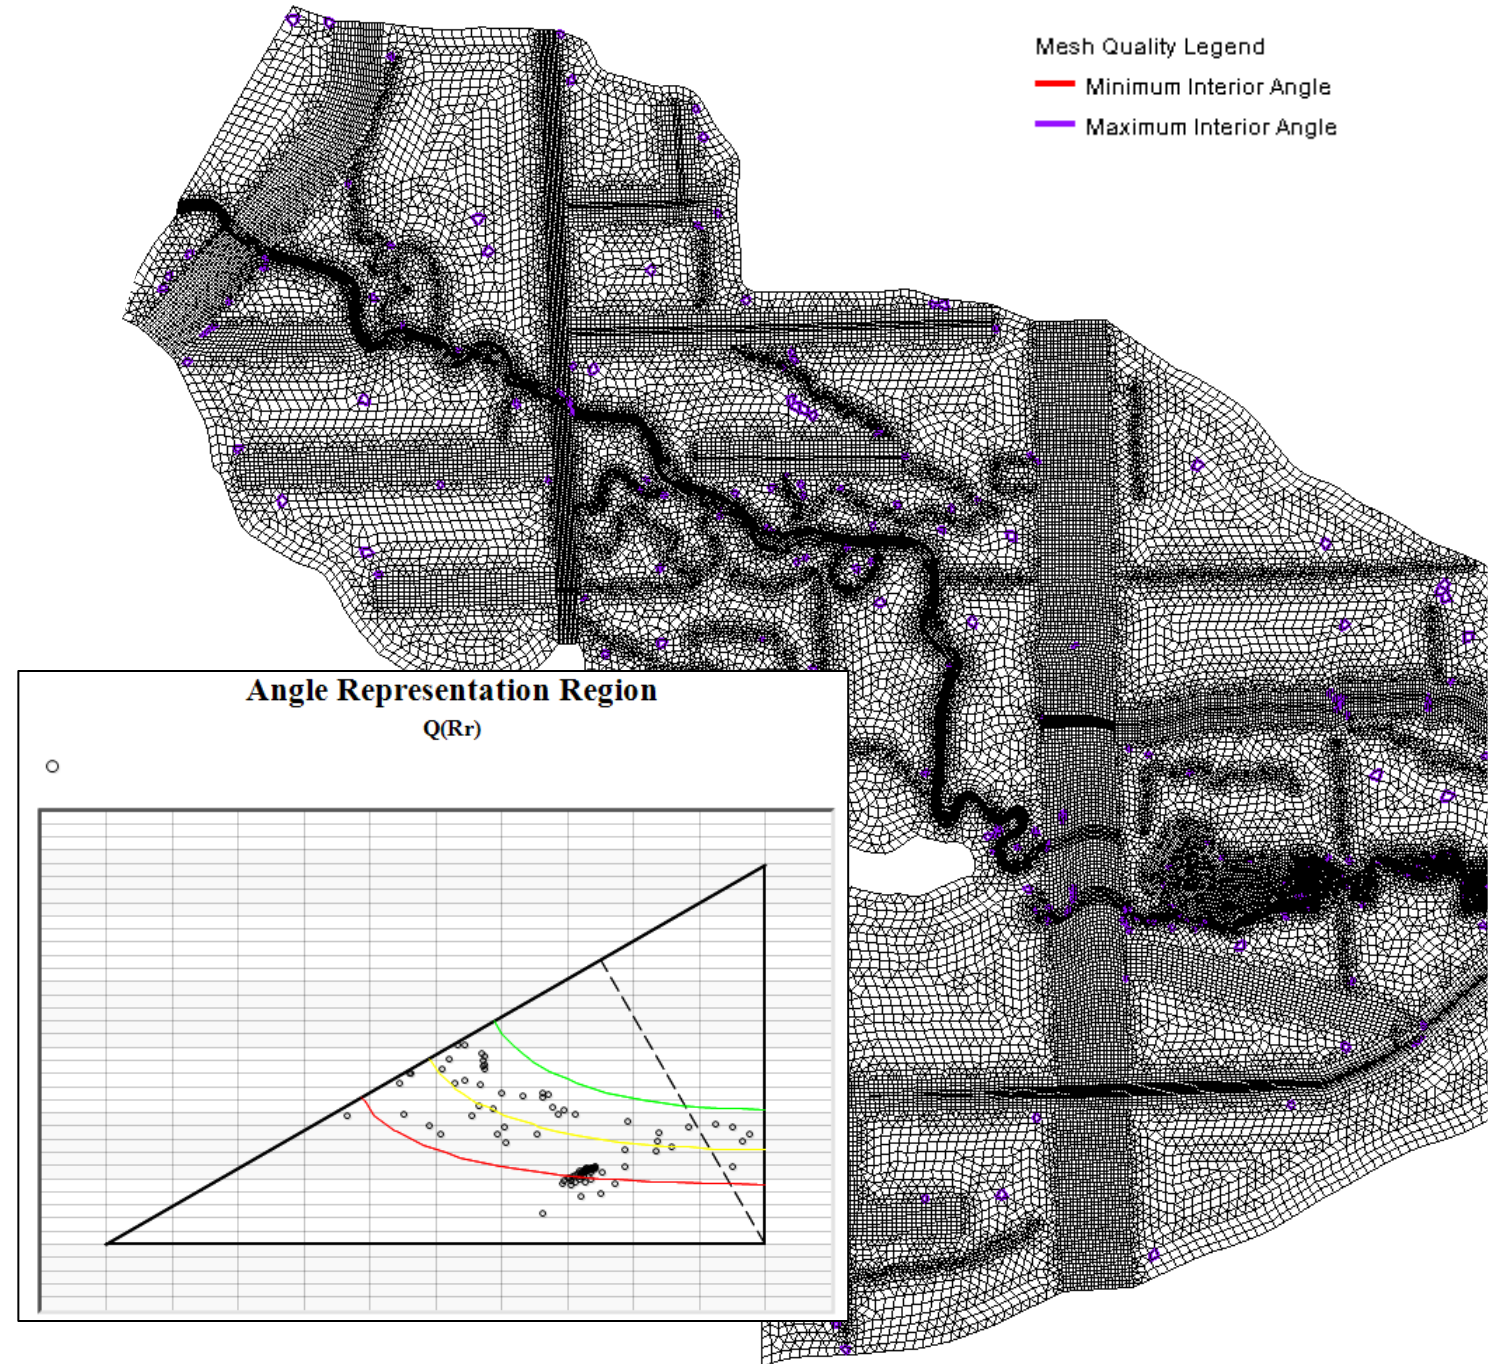 Mesh Quality Legend
Minimum Interior Angle
Maximum Interior Angle
Angle Representation Region
Q(Rr)